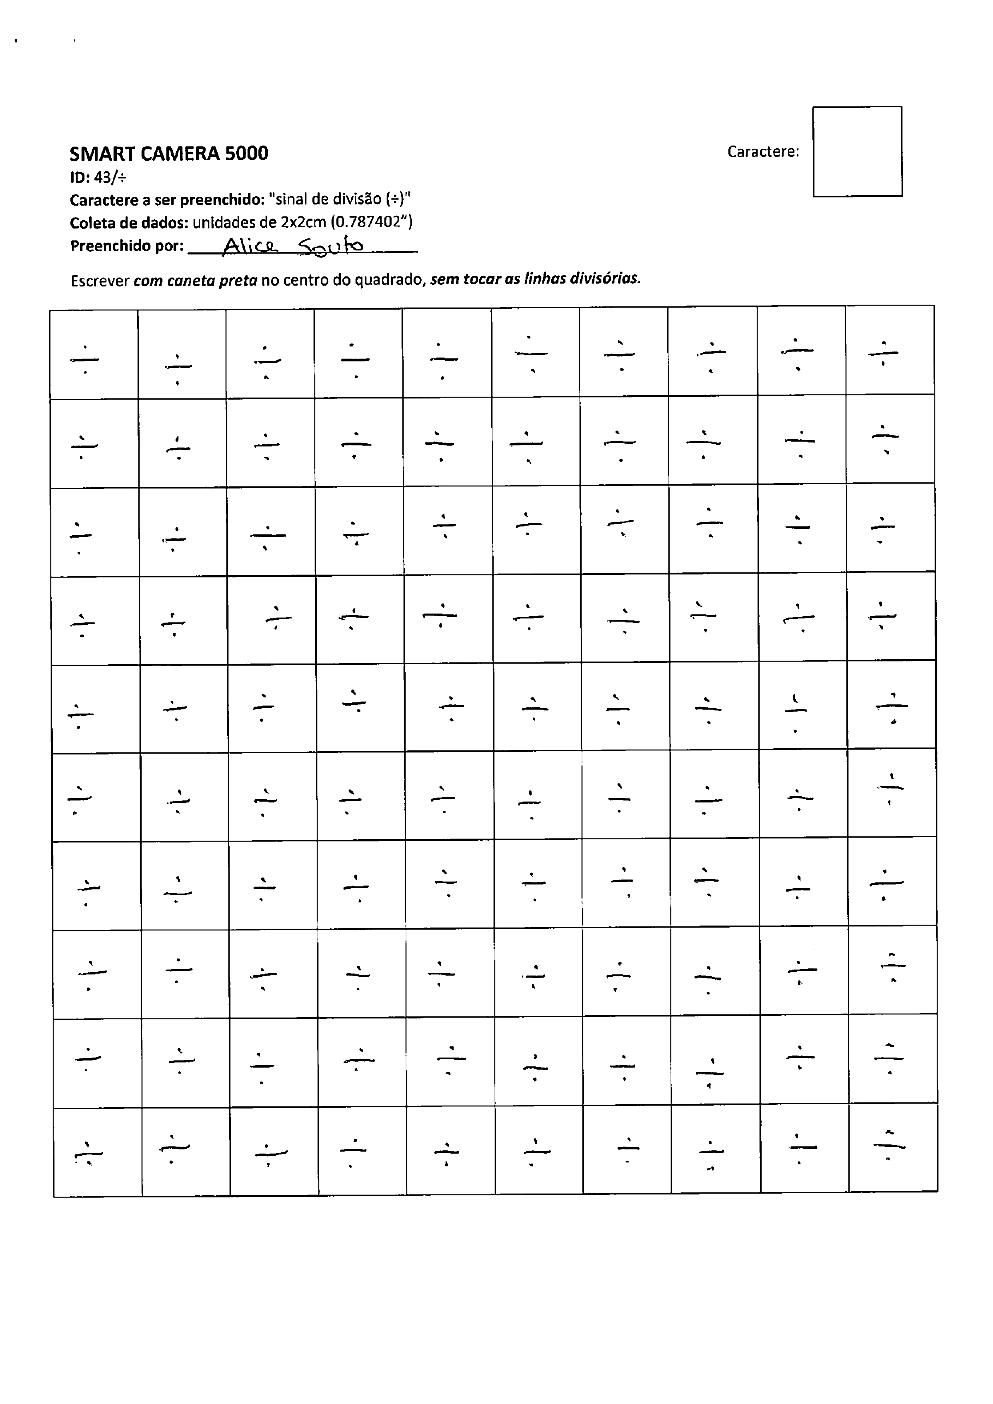 SMART CAMERA 5000
Caractere:
ID: 43/÷
Caractere a ser preenchido: "sinal de divisão (÷)"
Coleta de dados: unidades de 2x2cm (0.787402")
Preenchido por: Alice Souto
Escrever com caneta preta no centro do quadrado, sem tocar as linhas divisórias.
÷ ÷ ÷ ÷ ÷ ÷ ÷ ÷ ÷ ÷
÷ ÷ ÷ ÷ ÷ ÷ ÷ ÷ ÷ ÷
÷ ÷ ÷ ÷ ÷ ÷ ÷ ÷ ÷ ÷
÷ ÷ ÷ ÷ ÷ ÷ ÷ ÷ ÷ ÷
÷ ÷ ÷ ÷ ÷ ÷ ÷ ÷ ÷ ÷
÷ ÷ ÷ ÷ ÷ ÷ ÷ ÷ ÷ ÷
÷ ÷ ÷ ÷ ÷ ÷ ÷ ÷ ÷ ÷
÷ ÷ ÷ ÷ ÷ ÷ ÷ ÷ ÷ ÷
÷ ÷ ÷ ÷ ÷ ÷ ÷ ÷ ÷ ÷
÷ ÷ ÷ ÷ ÷ ÷ ÷ ÷ ÷ ÷